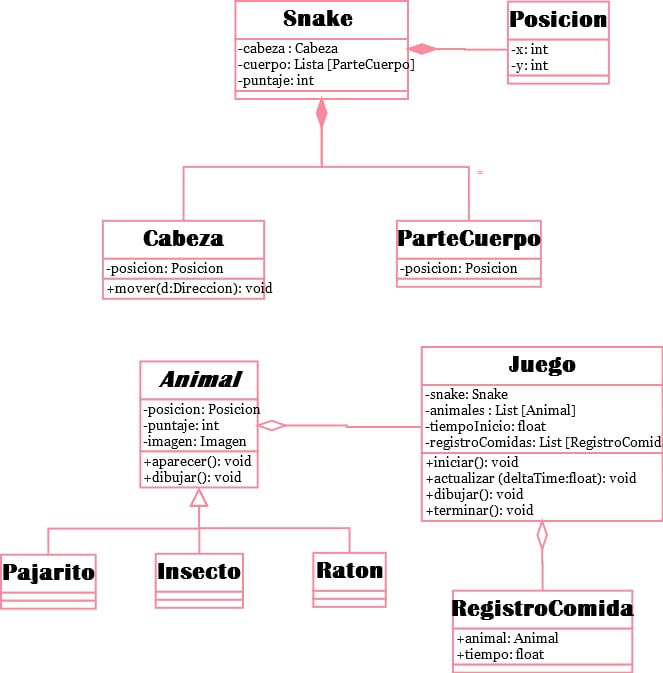 Snake
-cabeza : Cabeza
-cuerpo: Lista [ParteCuerpo]
-puntaje: int
Posicion
-x: int
-y: int
Cabeza
-posicion: Posicion
+mover(d:Direccion): void
ParteCuerpo
-posicion: Posicion
Animal
-posicion: Posicion
-puntaje: int
-imagen: Imagen
+aparecer(): void
+dibujar(): void
Juego
-snake: Snake
-animales : List [Animal]
-tiempoInicio: float
-registroComidas: List [RegistroComid
+iniciar(): void
+actualizar (deltaTime:float): void
+dibujar(): void
+terminar(): void
Pajarito
Insecto
Raton
RegistroComida
+animal: Animal
+tiempo: float